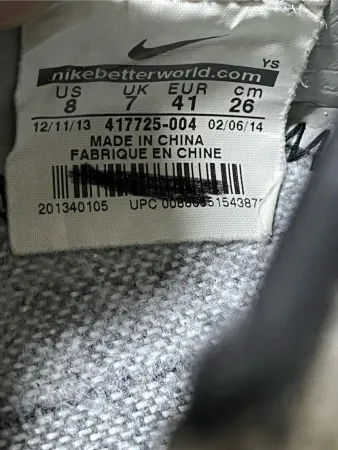 YS
nikebetterworld.com
US UK EUR cm
8 7 41 26
12/11/13 417725-004 02/06/14
MADE IN CHINA
FABRIQUE EN CHINE
201340105 UPC